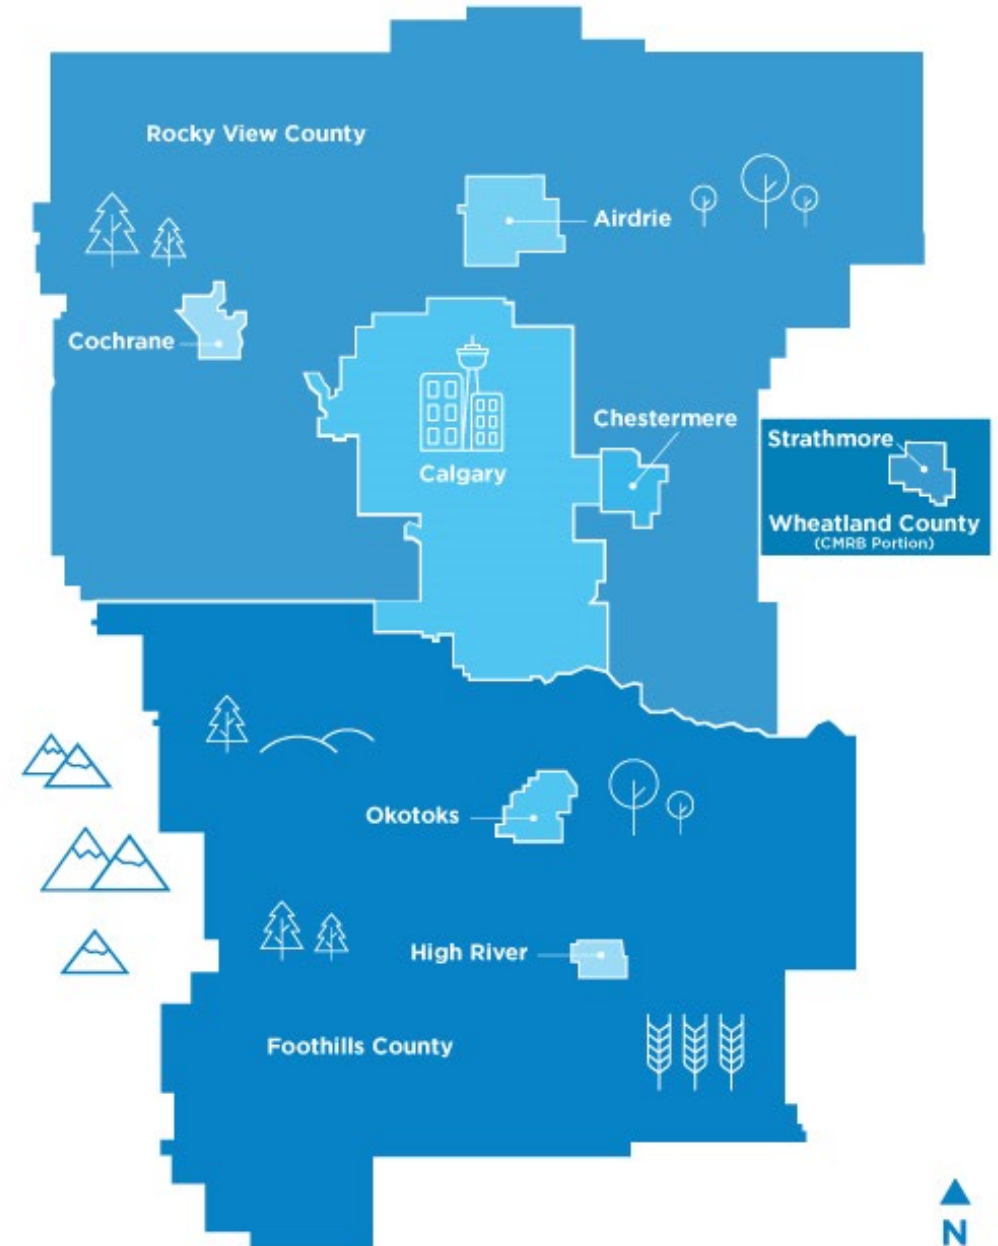 Rocky View County
Airdrie
Cochrane
Chestermere
Strathmore
Calgary
Wheatland County
(CMRB Portion)
Okotoks
High River
Foothills County
N